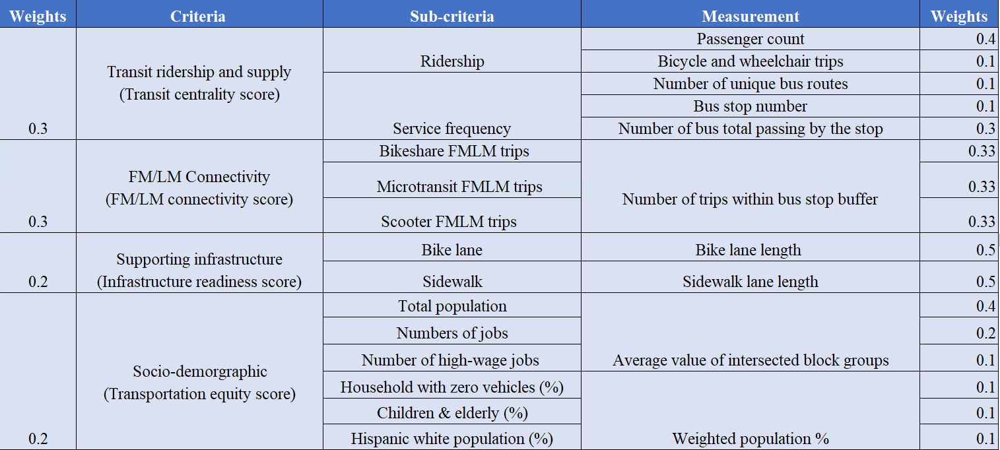 Weights Criteria Sub-criteria Measurement Weights
Passenger count 0.4
Transit ridership and supply
(Transit centrality score)
Ridership
Bicycle and wheelchair trips 0.1
Number of unique bus routes 0.1
Bus stop number 0.1
0.3
Service frequency
Number of bus total passing by the stop 0.3
Bikeshare FMLM trips 0.33
FM/LM Connectivity
(FM/LM connectivity score)
Microtransit FMLM trips 0.33
Number of trips within bus stop buffer
0.3
Scooter FMLM trips 0.33
Supporting infrastructure
(Infrastructure readiness score)
Bike lane Bike lane length 0.5
0.2
Sidewalk Sidewalk lane length 0.5
Total population 0.4
Numbers of jobs 0.2
Number of high-wage jobs Average value of intersected block groups 0.1
Socio-demorgraphic
(Transportation equity score)
Household with zero vehicles (%) 0.1
Children & elderly (%) 0.1
0.2
Hispanic white population (%) Weighted population % 0.1